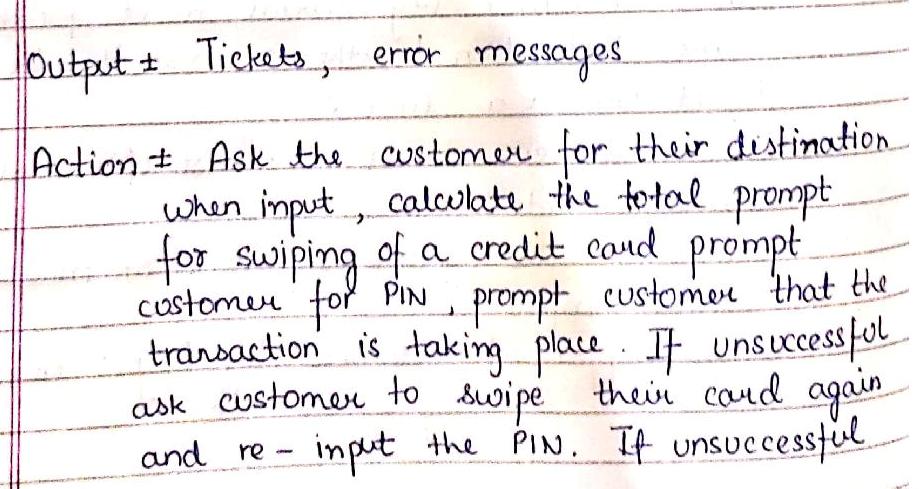 Output : Tickets, error messages
Action : Ask the customer for their distination
when input, calculate the total prompt
for swiping of a credit card prompt
customer for PIN, prompt customer that the
transaction is taking place. If unsuccessful
ask customer to swipe their card again
and re - input the PIN. If unsuccessful